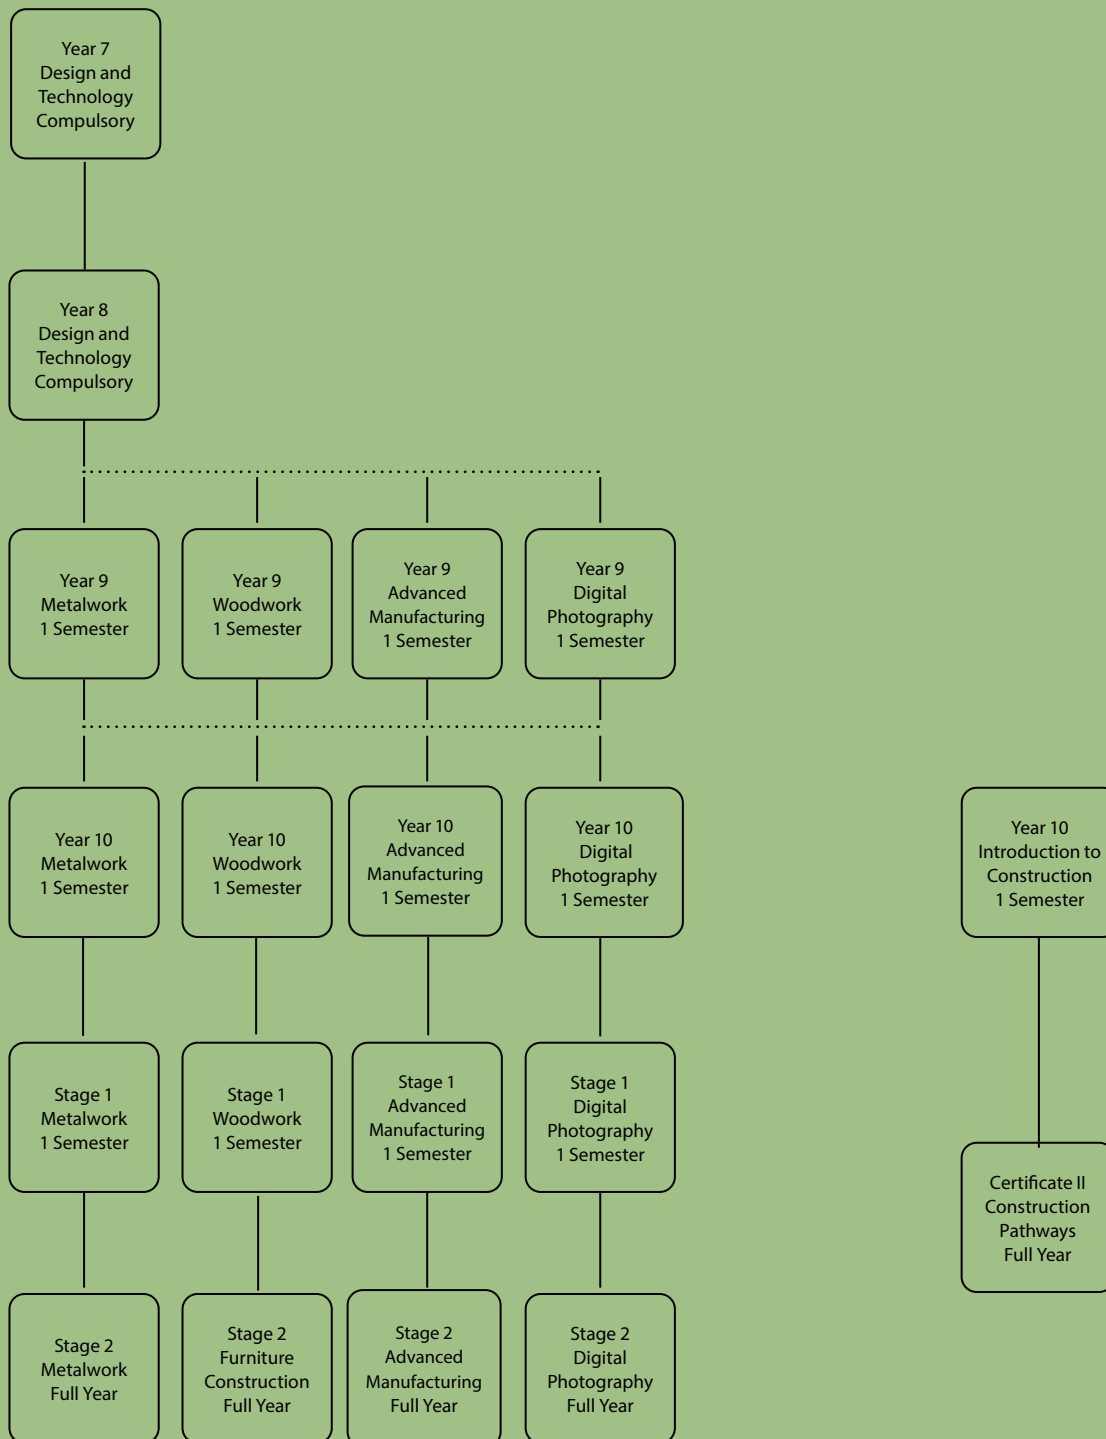 Year 7
Design and
Technology
Compulsory
Year 8
Design and
Technology
Compulsory
Year 9
Metalwork
1 Semester
Year 9
Woodwork
1 Semester
Year 9
Advanced
Manufacturing
1 Semester
Year 9
Digital
Photography
1 Semester
Year 10
Metalwork
1 Semester
Year 10
Woodwork
1 Semester
Year 10
Advanced
Manufacturing
1 Semester
Year 10
Digital
Photography
1 Semester
Year 10
Introduction to
Construction
1 Semester
Stage 1
Metalwork
1 Semester
Stage 1
Woodwork
1 Semester
Stage 1
Advanced
Manufacturing
1 Semester
Stage 1
Digital
Photography
1 Semester
Certificate II
Construction
Pathways
Full Year
Stage 2
Metalwork
Full Year
Stage 2
Furniture
Construction
Full Year
Stage 2
Advanced
Manufacturing
Full Year
Stage 2
Digital
Photography
Full Year